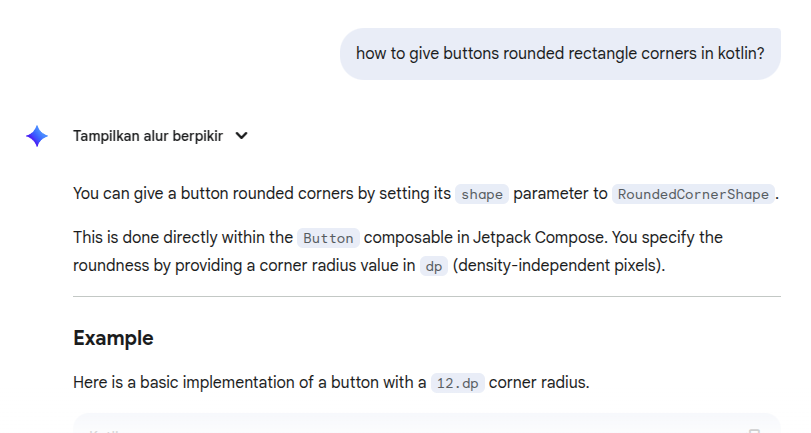 how to give buttons rounded rectangle corners in kotlin?
Tampilkan alur berpikir
You can give a button rounded corners by setting its shape parameter to RoundedCornerShape.
This is done directly within the Button composable in Jetpack Compose. You specify the
roundness by providing a corner radius value in dp (density-independent pixels).
Example
Here is a basic implementation of a button with a 12.dp corner radius.